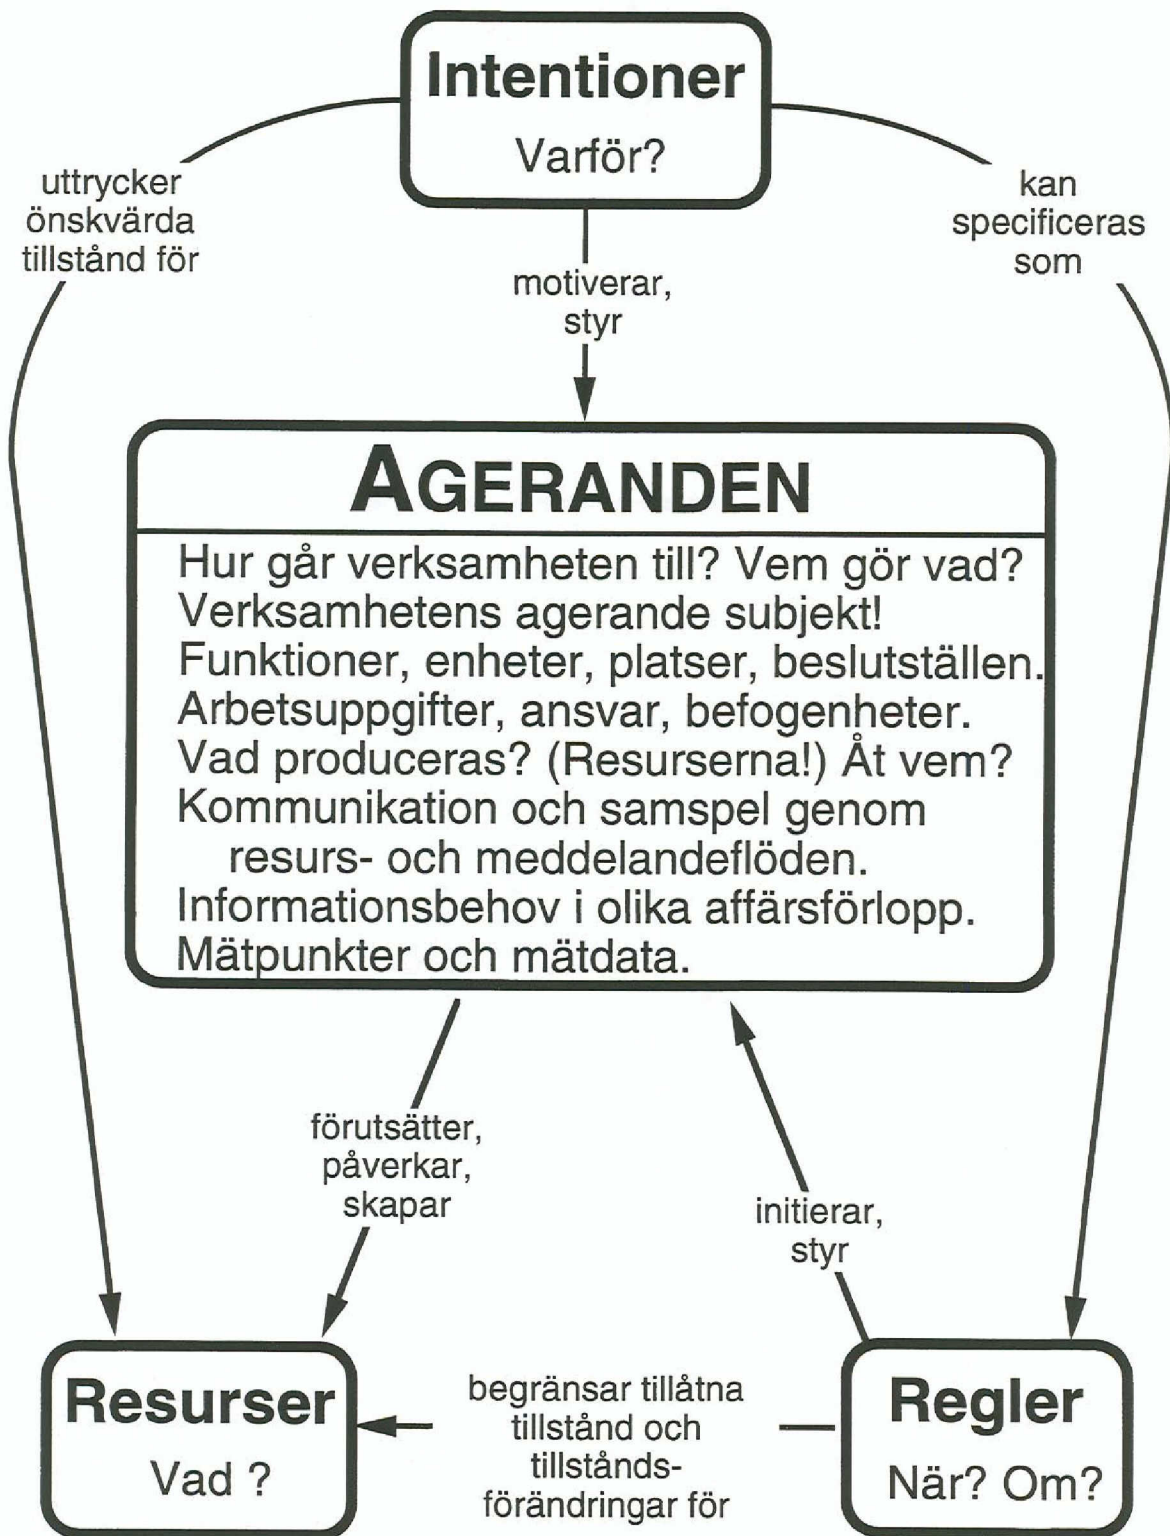 Intentioner
Varför?
uttrycker
önskvärda
tillstånd för
kan
specificeras
som
motiverar,
styr
AGERANDEN
Hur går verksamheten till? Vem gör vad?
Verksamhetens agerande subjekt!
Funktioner, enheter, platser, beslutställen.
Arbetsuppgifter, ansvar, befogenheter.
Vad produceras? (Resurserna!) Åt vem?
Kommunikation och samspel genom
resurs- och meddelandeflöden.
Informationsbehov i olika affärsförlopp.
Mätpunkter och mätdata.
förutsätter,
påverkar,
skapar
initierar,
styr
Resurser
Vad ?
begränsar tillåtna
tillstånd och
tillstånds-
förändringar för
Regler
När? Om?